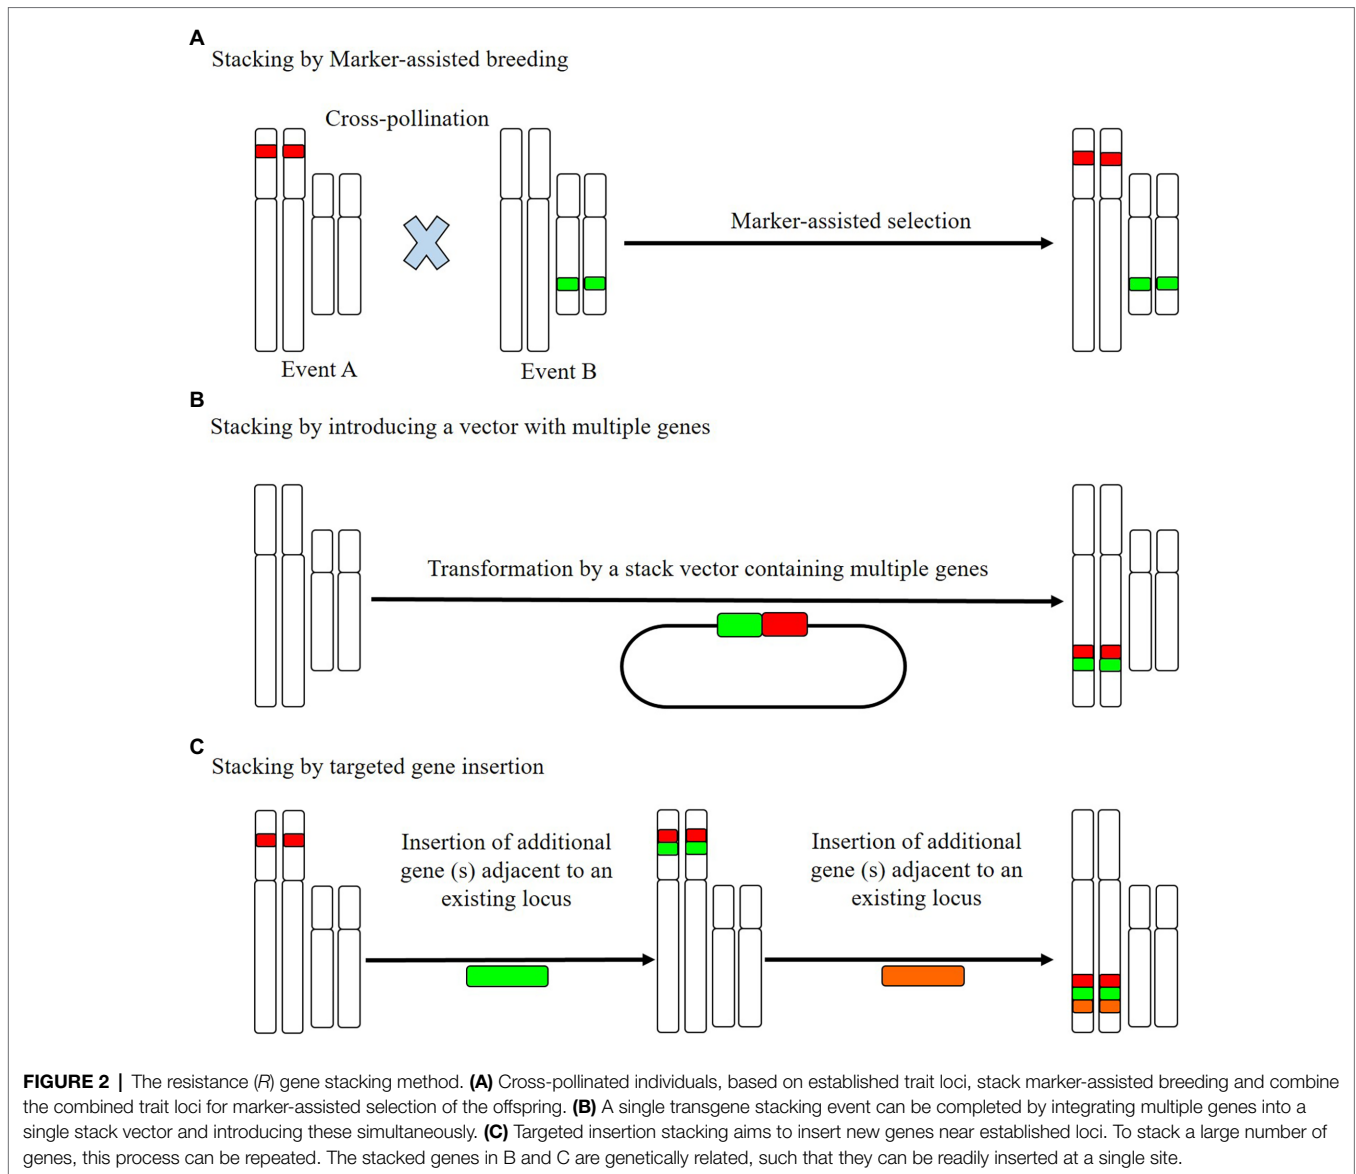 A
Stacking by Marker-assisted breeding
Cross-pollination
Marker-assisted selection
Event A
Event B
B
Stacking by introducing a vector with multiple genes
Transformation by a stack vector containing multiple genes
C
Stacking by targeted gene insertion
Insertion of additional
gene (s) adjacent to an
existing locus
Insertion of additional
gene (s) adjacent to an
existing locus
FIGURE 2 | The resistance (R) gene stacking method. (A) Cross-pollinated individuals, based on established trait loci, stack marker-assisted breeding and combine
the combined trait loci for marker-assisted selection of the offspring. (B) A single transgene stacking event can be completed by integrating multiple genes into a
single stack vector and introducing these simultaneously. (C) Targeted insertion stacking aims to insert new genes near established loci. To stack a large number of
genes, this process can be repeated. The stacked genes in B and C are genetically related, such that they can be readily inserted at a single site.